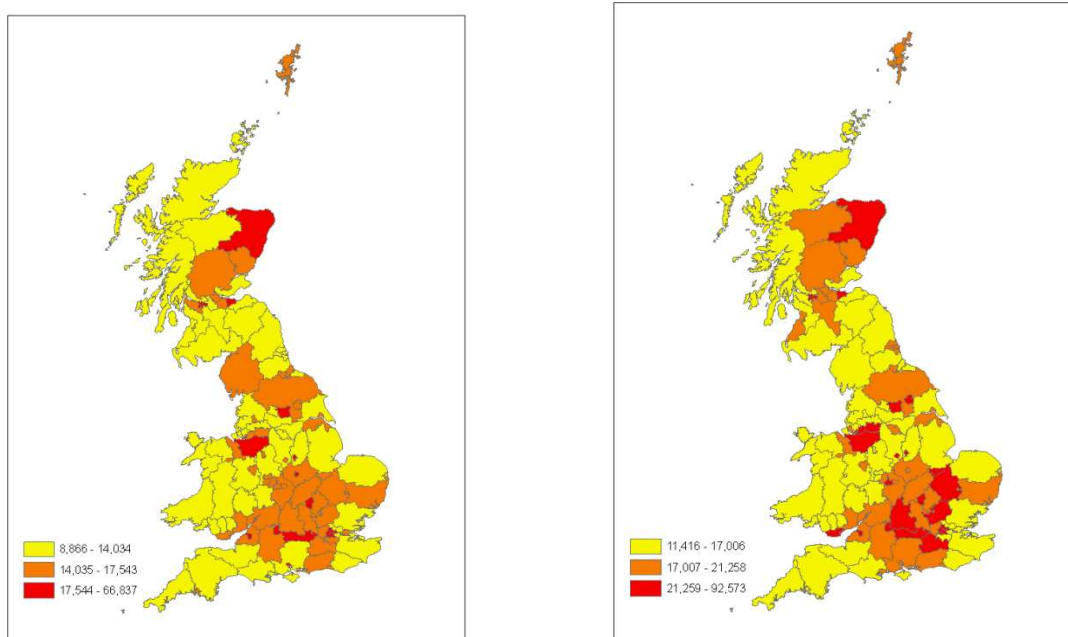 8,866 - 14,034
14,035 - 17,543
17,544 - 66,837
11,416 - 17,006
17,007 - 21,258
21,259 - 92,573